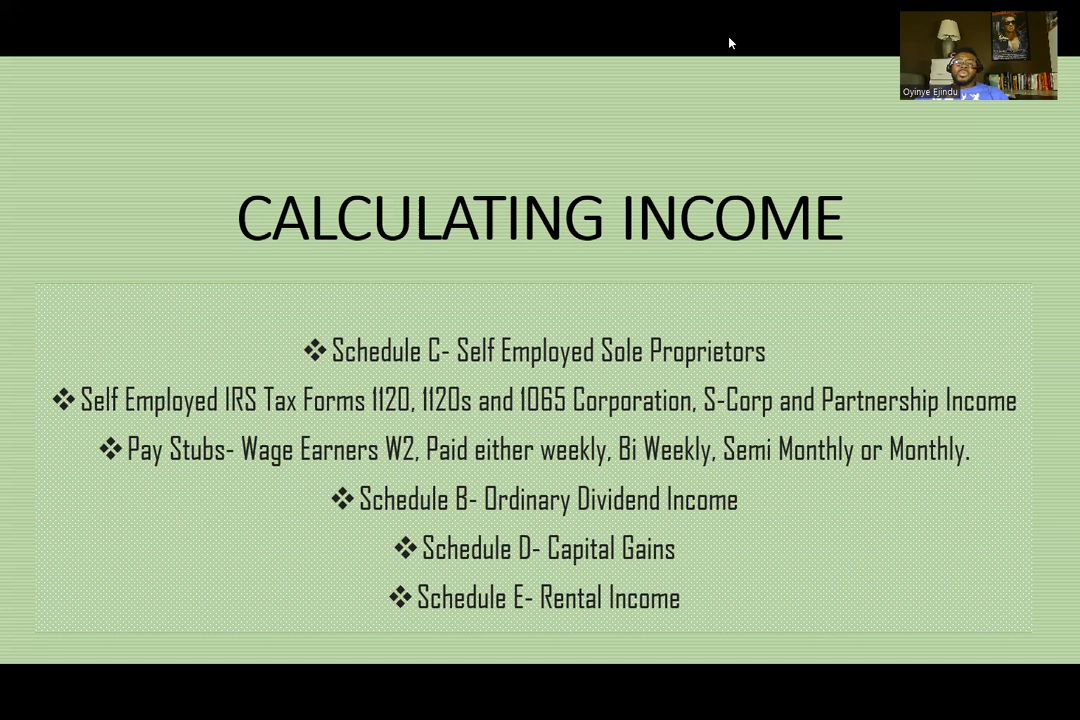 Oyinye Ejindu
CALCULATING INCOME
❖ Schedule C- Self Employed Sole Proprietors
❖ Self Employed IRS Tax Forms 1120, 1120s and 1065 Corporation, S-Corp and Partnership Income
❖ Pay Stubs- Wage Earners W2, Paid either weekly, Bi Weekly, Semi Monthly or Monthly.
❖ Schedule B- Ordinary Dividend Income
❖ Schedule D- Capital Gains
❖ Schedule E- Rental Income